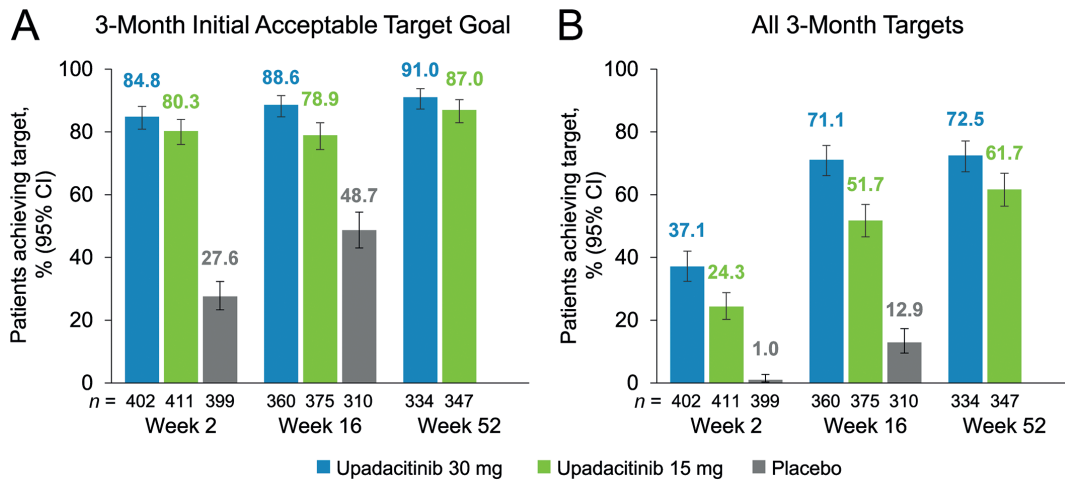 A
3-Month Initial Acceptable Target Goal
Patients achieving target,
% (95% CI)
100
80
60
40
20
0
84.8
80.3
27.6
88.6
78.9
48.7
91.0
87.0
n = 402 411 399 360 375 310 334 347
Week 2 Week 16 Week 52
B
All 3-Month Targets
Patients achieving target,
% (95% CI)
100
80
60
40
20
0
37.1
24.3
1.0
71.1
51.7
12.9
72.5
61.7
n = 402 411 399 360 375 310 334 347
Week 2 Week 16 Week 52
Upadacitinib 30 mg Upadacitinib 15 mg Placebo